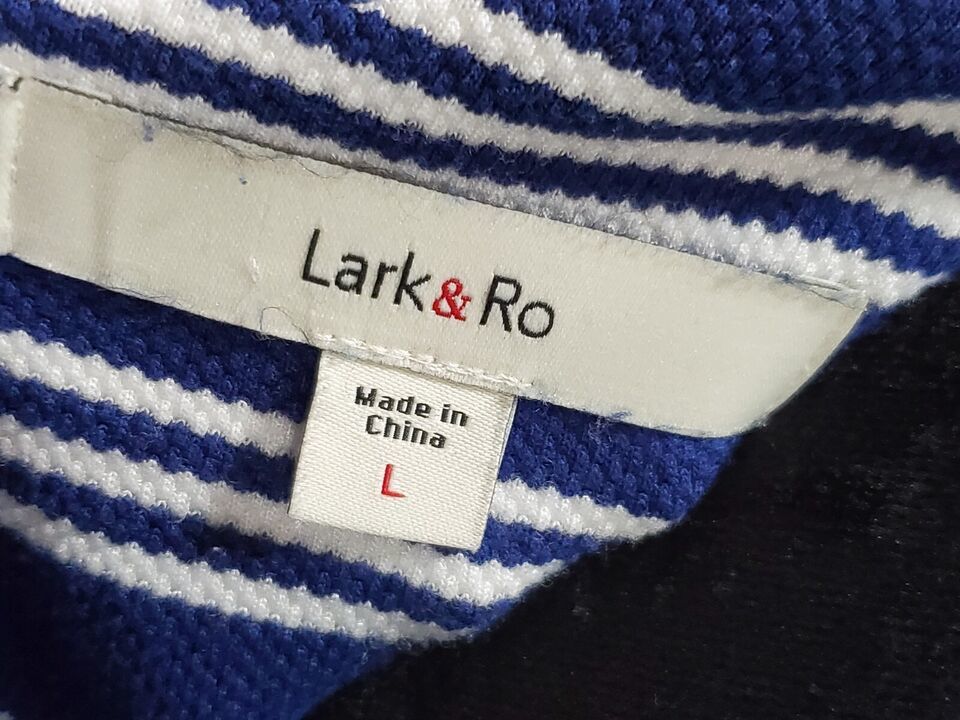 Lark & Ro
Made in
China
L